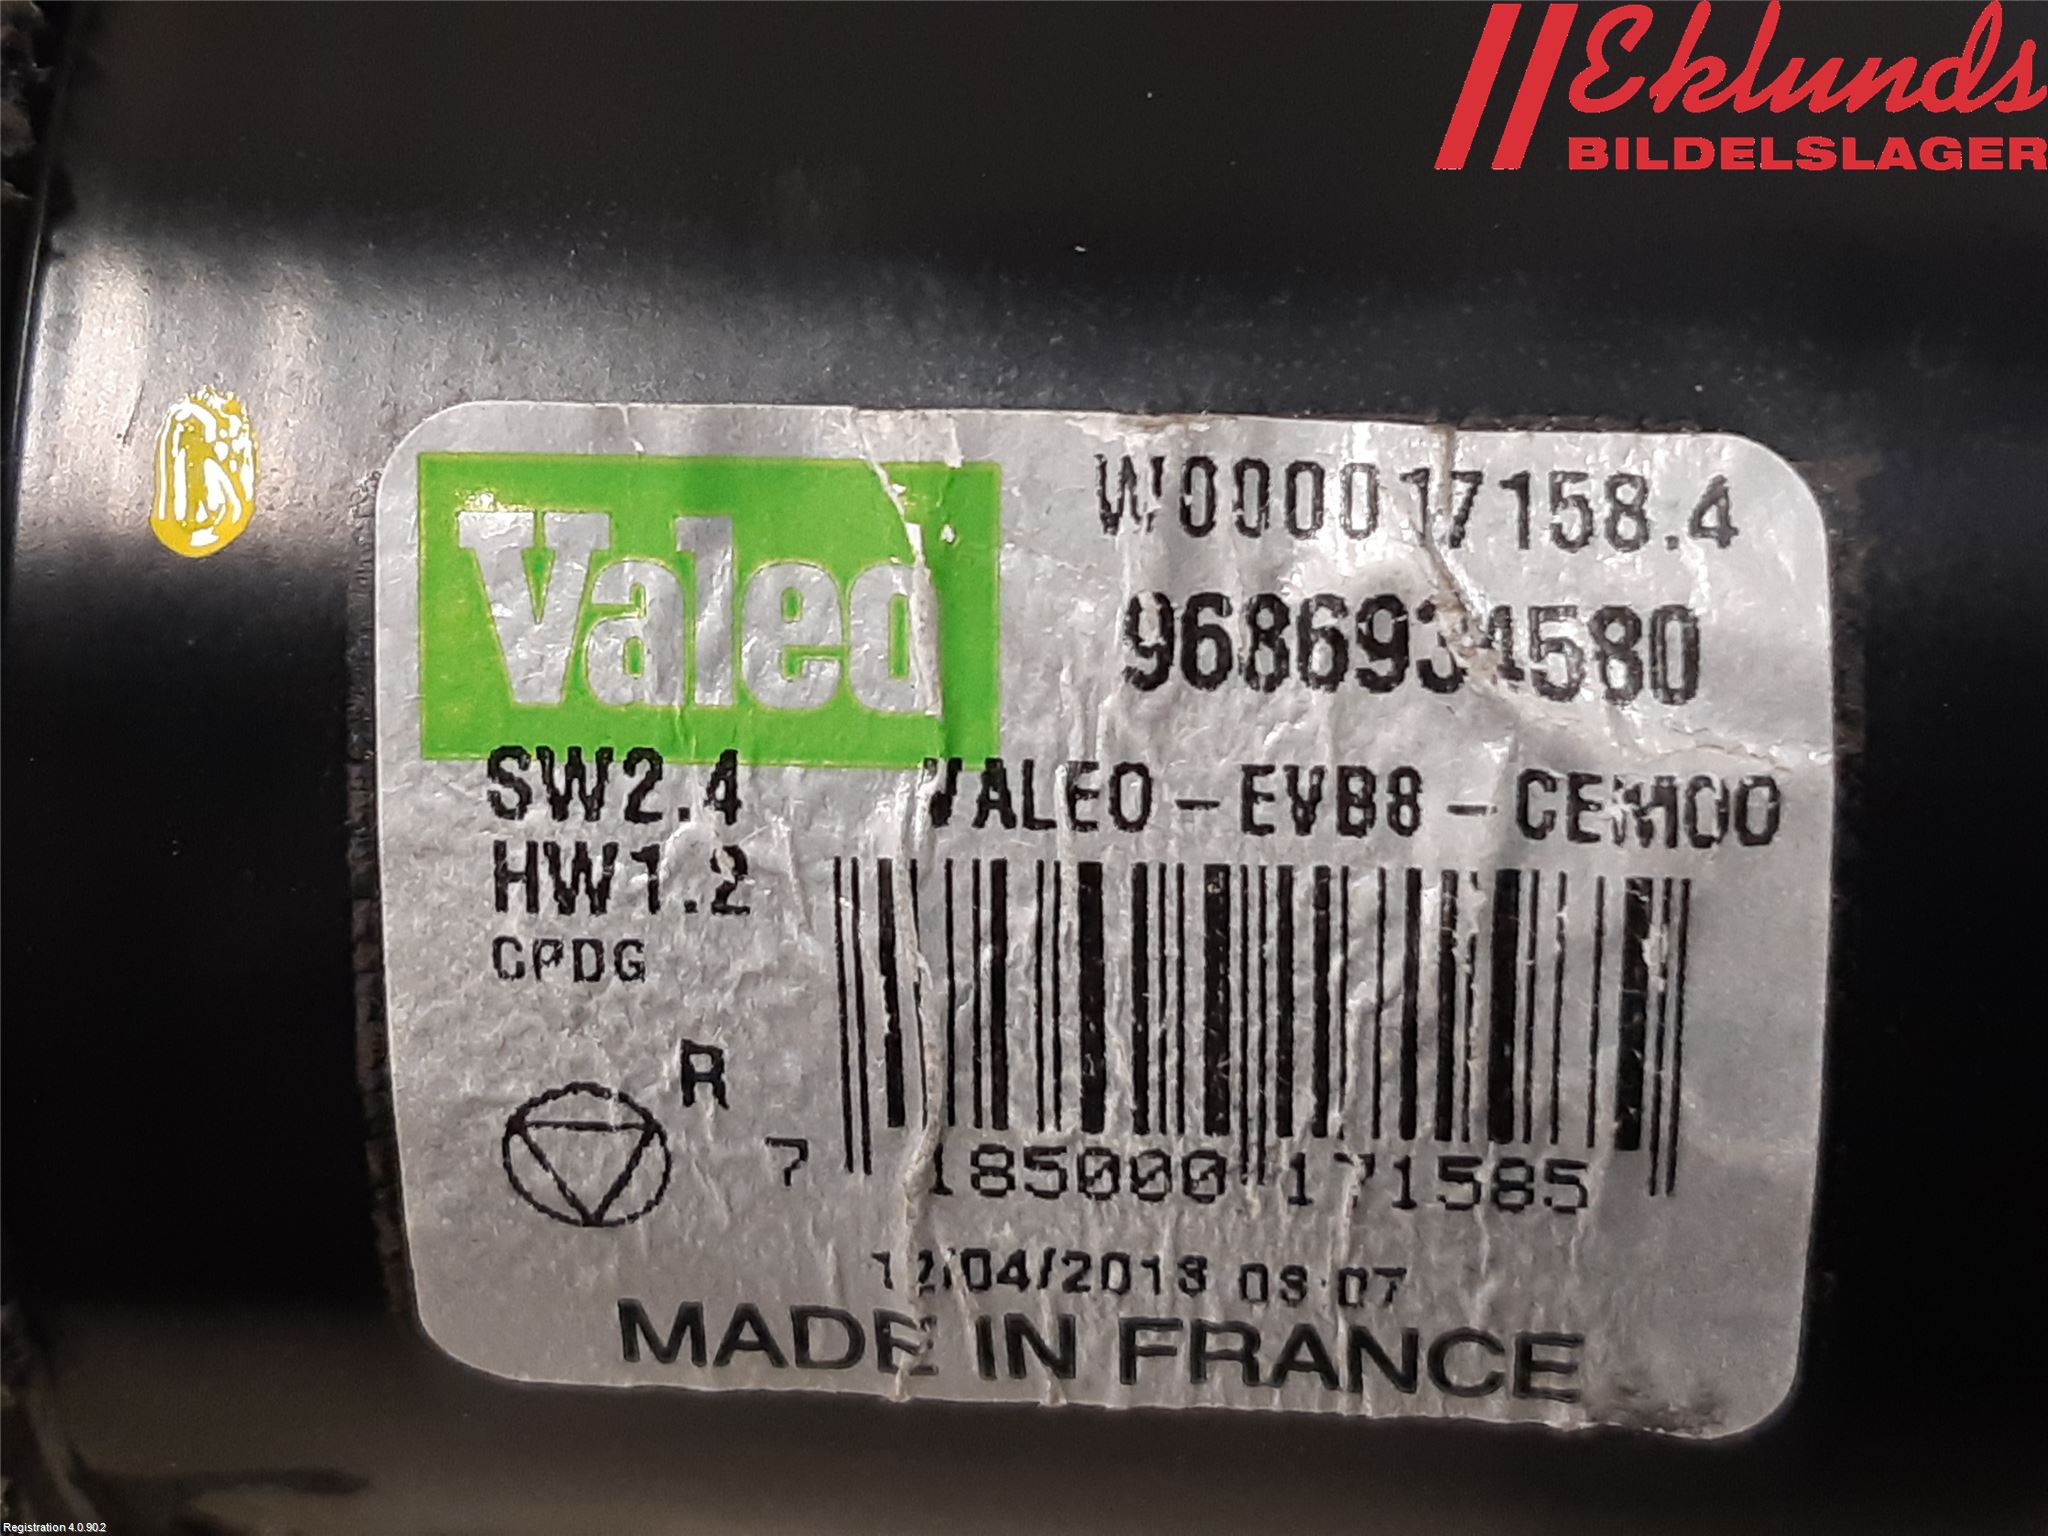 Eklunds
BILDELSLAGER
Valeo
W000017158.4
9686934580
SW2.4
VALEO-EVB8-CEM00
HW1.2
CPDG
R
7 185000 171585
12/04/2013 03:07
MADE IN FRANCE
Registration 4.0.90.2